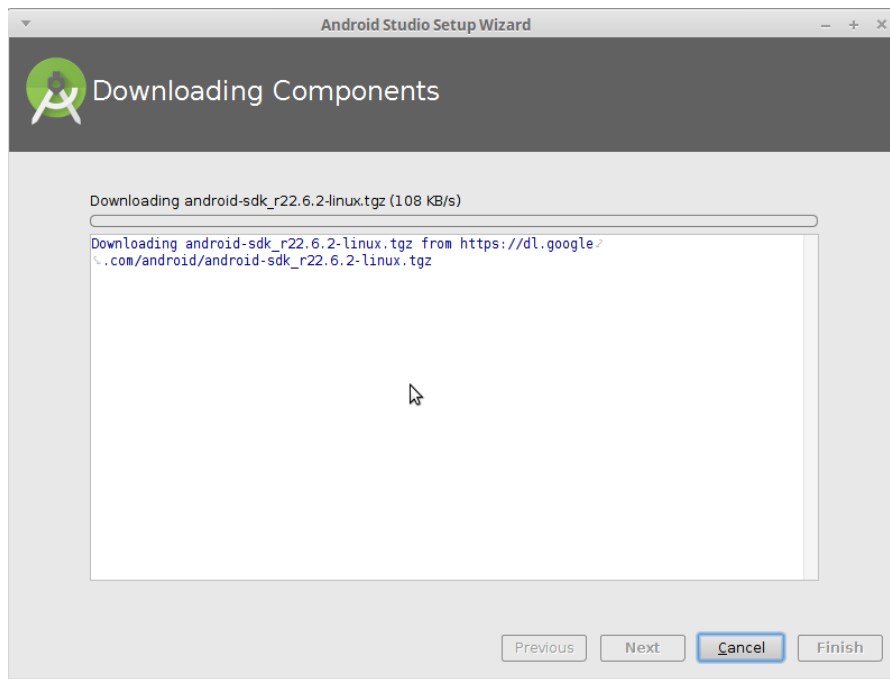 Android Studio Setup Wizard
Downloading Components
Downloading android-sdk_r22.6.2-linux.tgz (108 KB/s)
Downloading android-sdk_r22.6.2-linux.tgz from https://dl.google
.com/android/android-sdk_r22.6.2-linux.tgz
Previous Next Cancel Finish